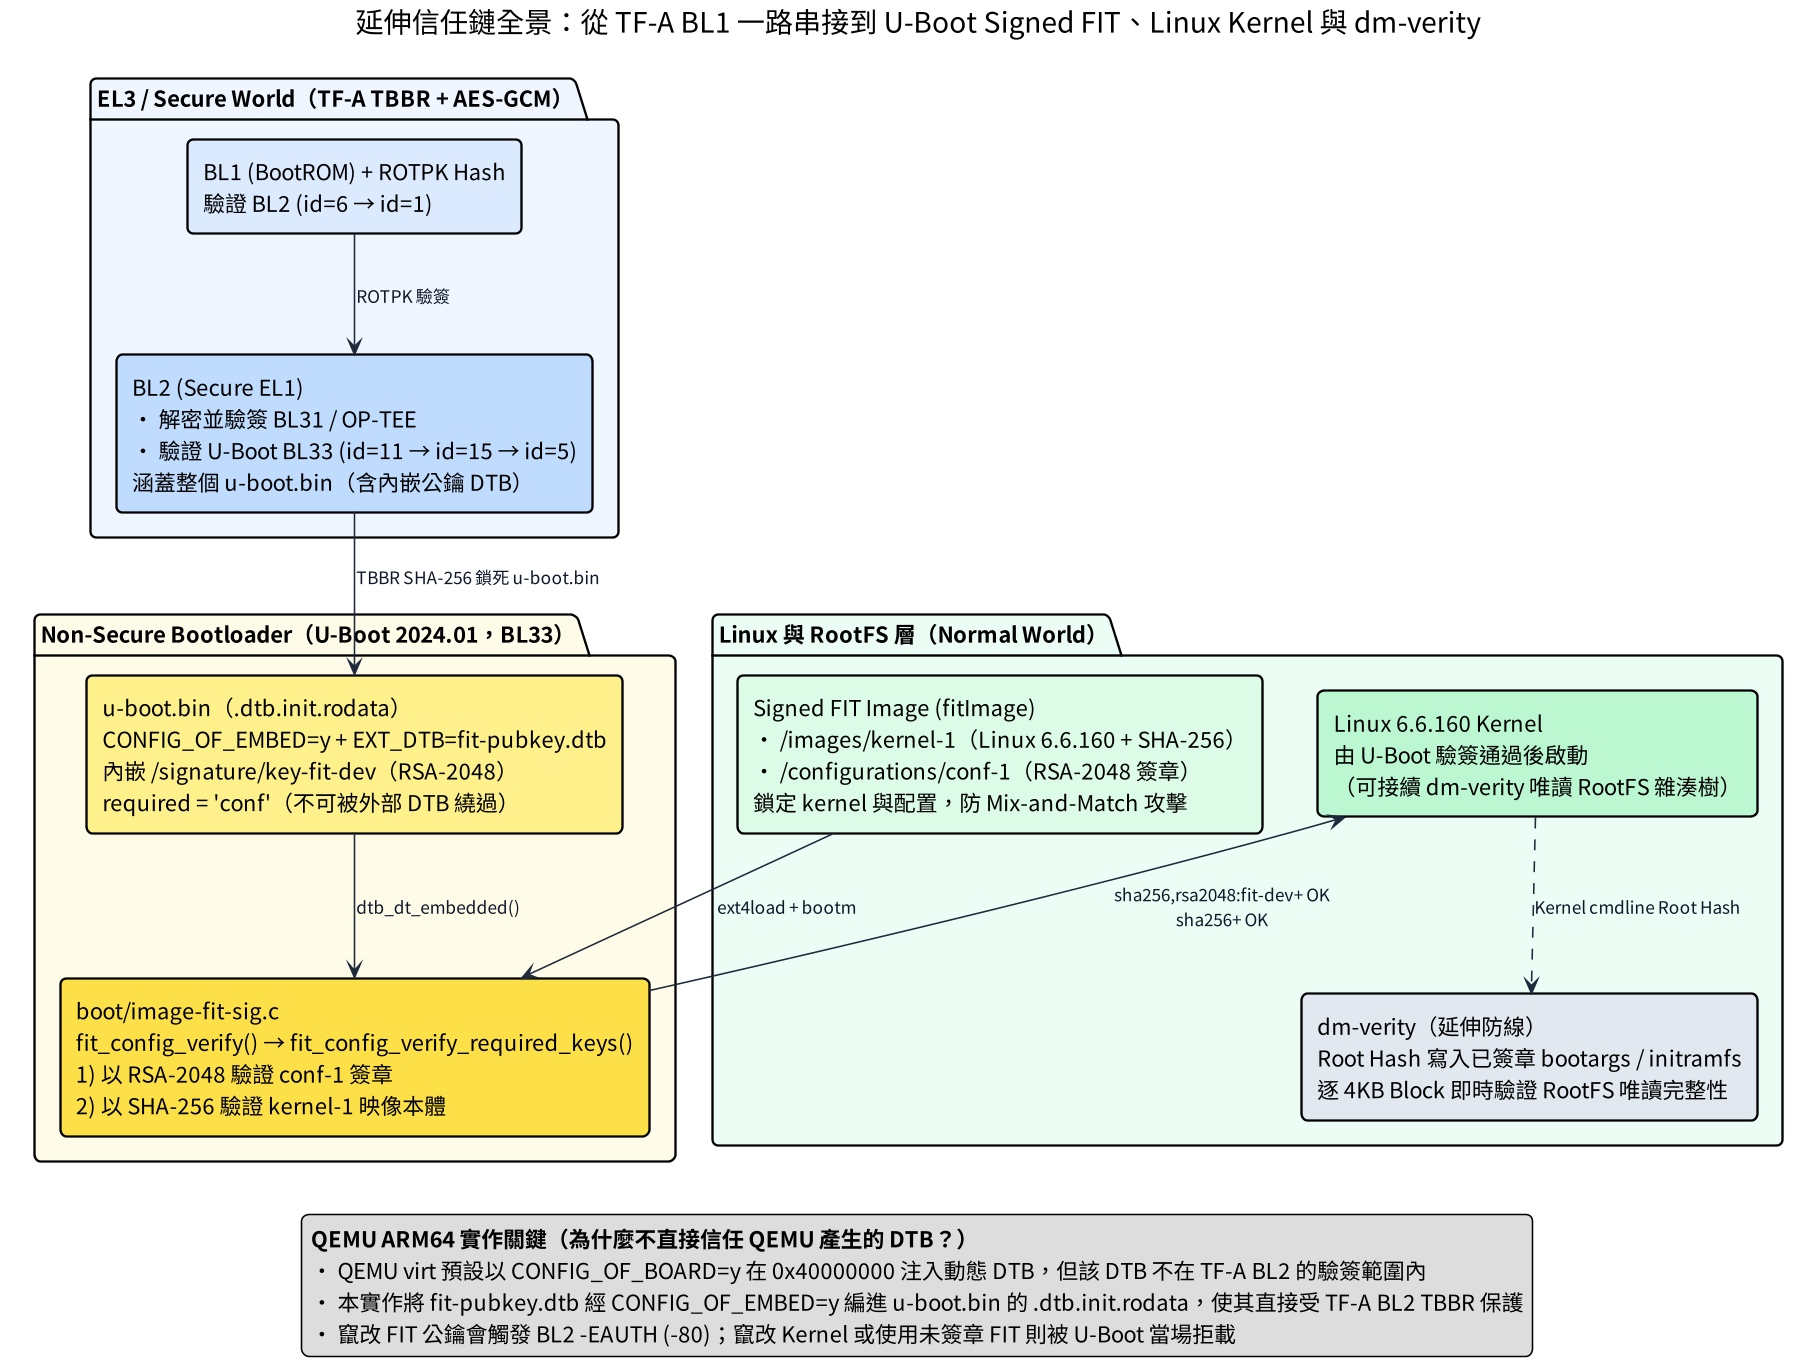 延伸信任鏈全景：從 TF-A BL1 一路串接到 U-Boot Signed FIT、Linux Kernel 與 dm-verity
EL3 / Secure World（TF-A TBBR + AES-GCM）
BL1 (BootROM) + ROTPK Hash
驗證 BL2 (id=6 → id=1)
ROTPK 驗簽
BL2 (Secure EL1)
• 解密並驗簽 BL31 / OP-TEE
• 驗證 U-Boot BL33 (id=11 → id=15 → id=5)
涵蓋整個 u-boot.bin（含內嵌公鑰 DTB）
TBBR SHA-256 鎖死 u-boot.bin
Non-Secure Bootloader（U-Boot 2024.01，BL33）
u-boot.bin（.dtb.init.rodata）
CONFIG_OF_EMBED=y + EXT_DTB=fit-pubkey.dtb
內嵌 /signature/key-fit-dev（RSA-2048）
required = 'conf'（不可被外部 DTB 繞過）
dtb_dt_embedded()
boot/image-fit-sig.c
fit_config_verify() → fit_config_verify_required_keys()
1) 以 RSA-2048 驗證 conf-1 簽章
2) 以 SHA-256 驗證 kernel-1 映像本體
Linux 與 RootFS 層（Normal World）
Signed FIT Image (fitImage)
• /images/kernel-1（Linux 6.6.160 + SHA-256）
• /configurations/conf-1（RSA-2048 簽章）
鎖定 kernel 與配置，防 Mix-and-Match 攻擊
ext4load + bootm
sha256,rsa2048:fit-dev+ OK
sha256+ OK
Linux 6.6.160 Kernel
由 U-Boot 驗簽通過後啟動
（可接續 dm-verity 唯讀 RootFS 雜湊樹）
Kernel cmdline Root Hash
dm-verity（延伸防線）
Root Hash 寫入已簽章 bootargs / initramfs
逐 4KB Block 即時驗證 RootFS 唯讀完整性
QEMU ARM64 實作關鍵（為什麼不直接信任 QEMU 產生的 DTB？）
• QEMU virt 預設以 CONFIG_OF_BOARD=y 在 0x40000000 注入動態 DTB，但該 DTB 不在 TF-A BL2 的驗簽範圍內
• 本實作將 fit-pubkey.dtb 經 CONFIG_OF_EMBED=y 編進 u-boot.bin 的 .dtb.init.rodata，使其直接受 TF-A BL2 TBBR 保護
• 竄改 FIT 公鑰會觸發 BL2 -EAUTH (-80)；竄改 Kernel 或使用未簽章 FIT 則被 U-Boot 當場拒載